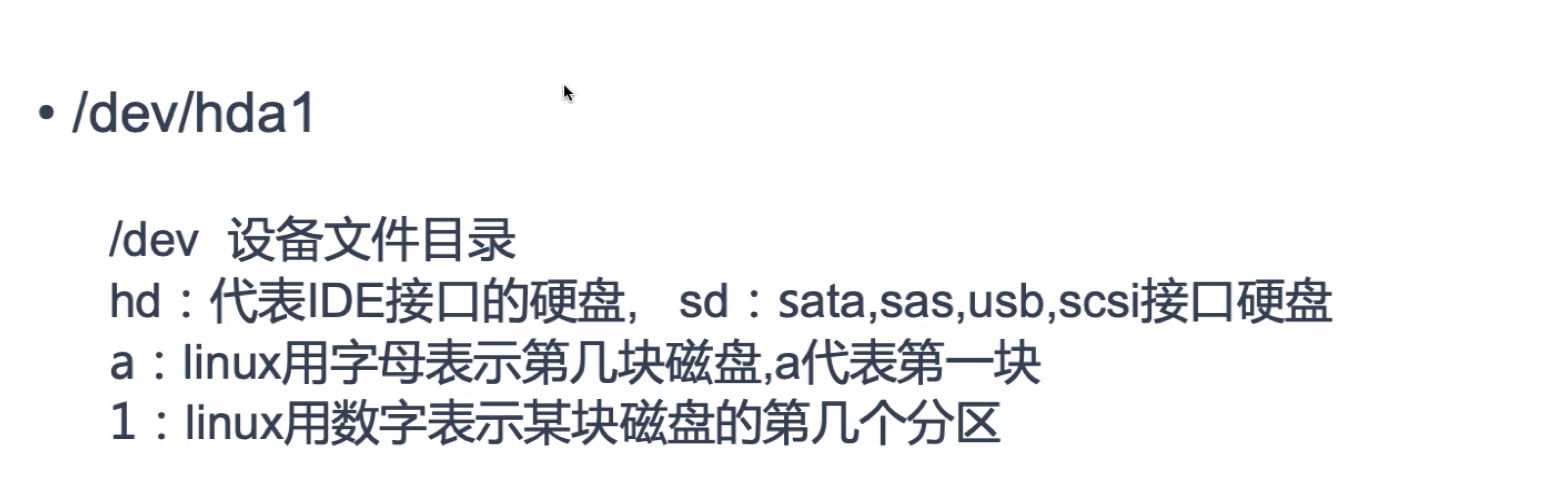 • /dev/hda1
/dev 设备文件目录
hd：代表IDE接口的硬盘， sd：sata,sas,usb,scsi接口硬盘
a：linux用字母表示第几块磁盘,a代表第一块
1：linux用数字表示某块磁盘的第几个分区